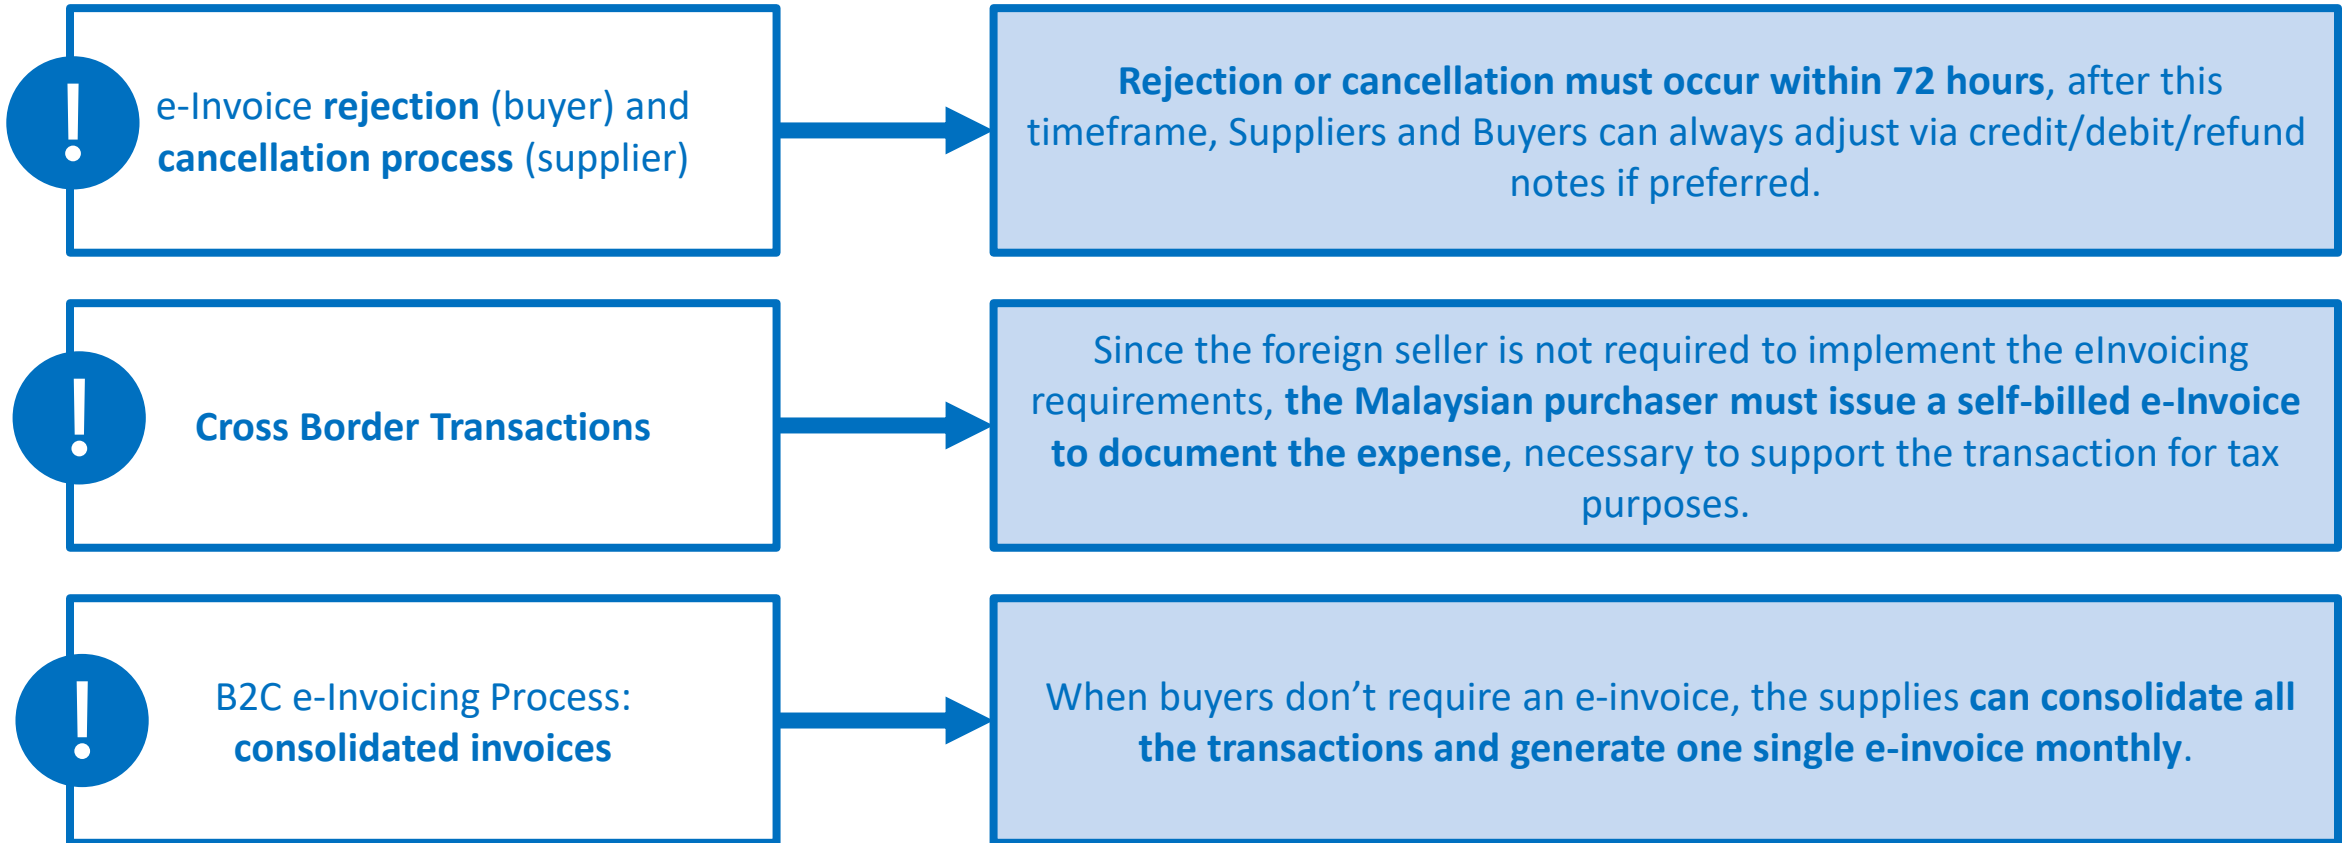 e-Invoice rejection (buyer) and
cancellation process (supplier)
Rejection or cancellation must occur within 72 hours, after this
timeframe, Suppliers and Buyers can always adjust via credit/debit/refund
notes if preferred.
Cross Border Transactions
Since the foreign seller is not required to implement the eInvoicing
requirements, the Malaysian purchaser must issue a self-billed e-Invoice
to document the expense, necessary to support the transaction for tax
purposes.
B2C e-Invoicing Process:
consolidated invoices
When buyers don’t require an e-invoice, the supplies can consolidate all
the transactions and generate one single e-invoice monthly.